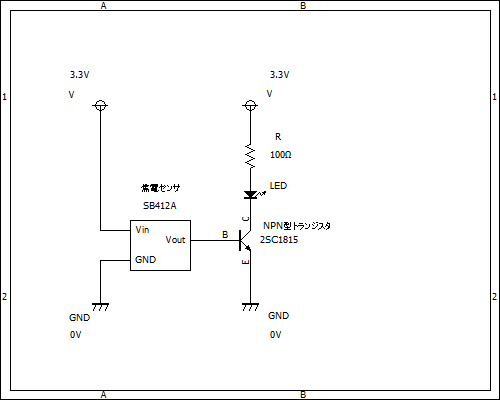 A B
3.3V 3.3V
V V
1 1
R
100Ω
LED
焦電センサ
SB412A
C
Vin
NPN型トランジスタ
B
Vout
2SC1815
GND
E
2 2
GND GND
0V 0V
A B